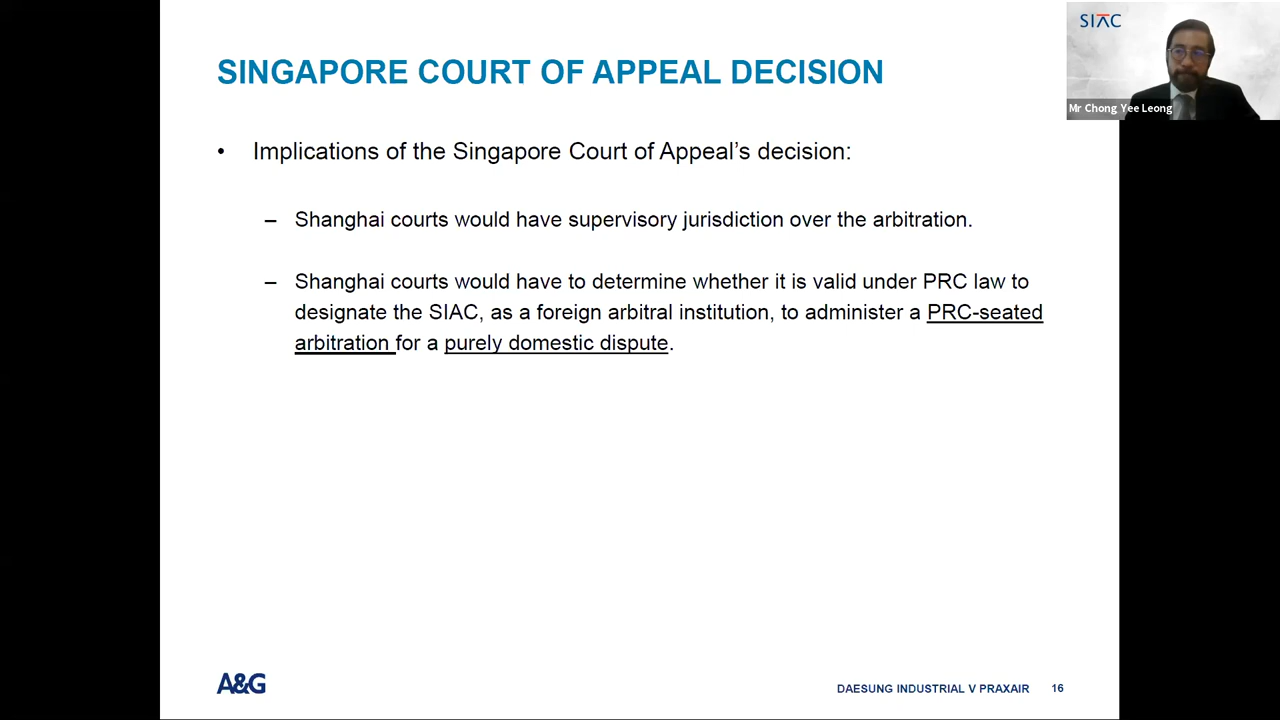 SIAC
Mr Chong Yee Leong
SINGAPORE COURT OF APPEAL DECISION
• Implications of the Singapore Court of Appeal’s decision:
– Shanghai courts would have supervisory jurisdiction over the arbitration.
– Shanghai courts would have to determine whether it is valid under PRC law to
designate the SIAC, as a foreign arbitral institution, to administer a PRC-seated
arbitration for a purely domestic dispute.
A&G
DAESUNG INDUSTRIAL V PRAXAIR 16